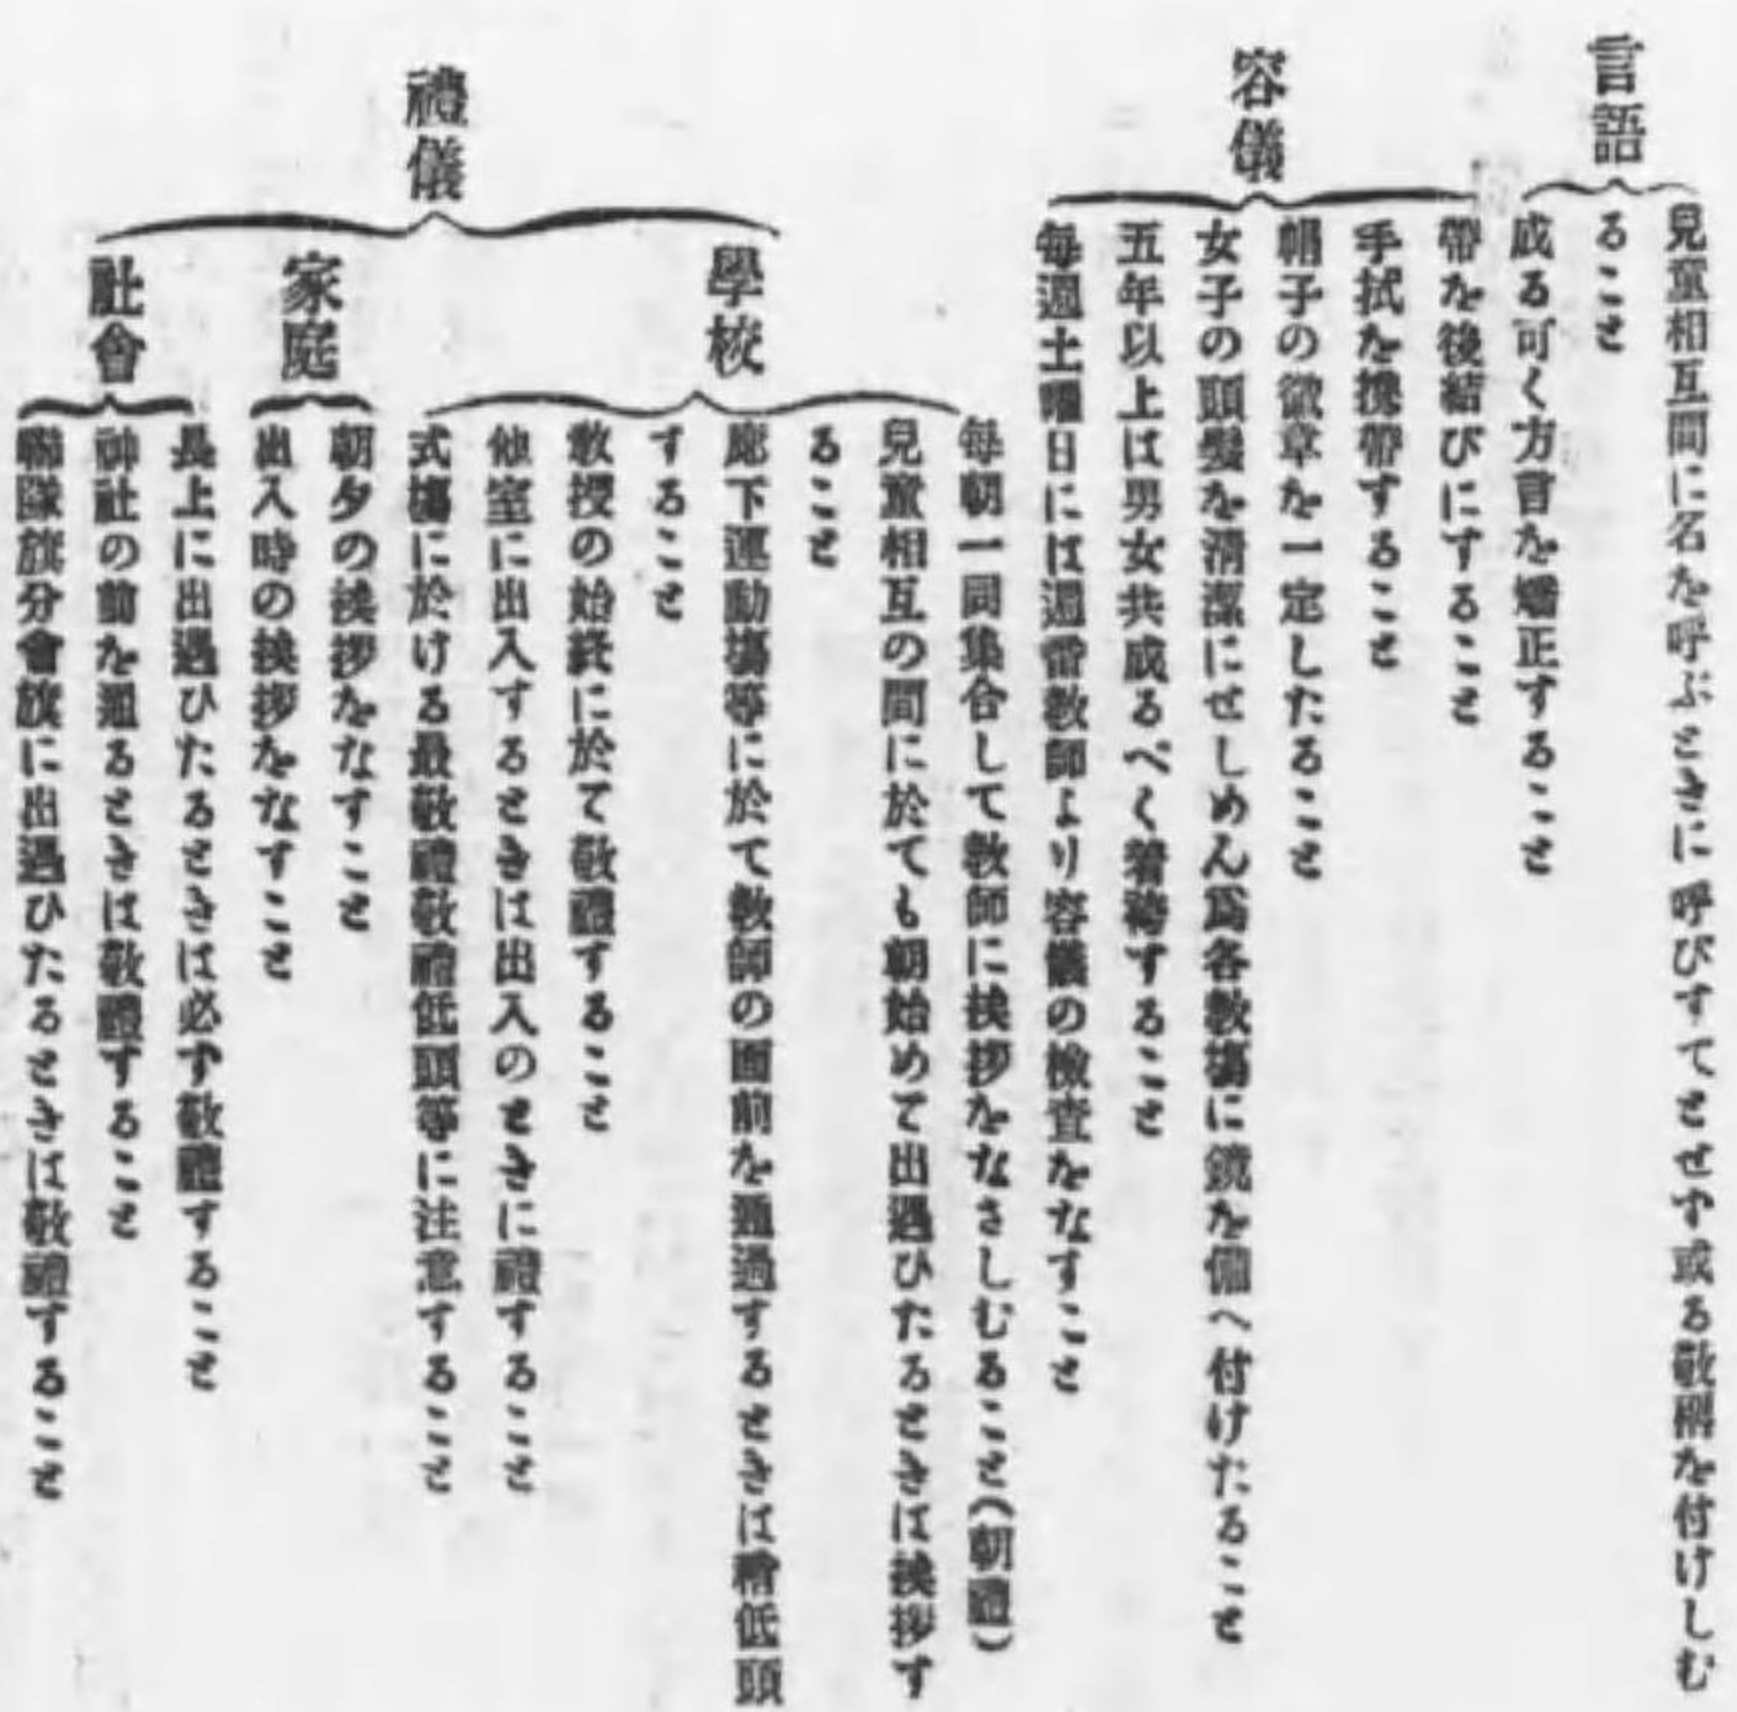 言語
兒童相互間に名を呼ぶときに呼びすてとせず或る敬稱を付けしむ
ること
成る可く方言を矯正すること
容儀
帶を後結びにすること
手拭を携帶すること
帽子の徽章を一定したること
女子の頭髮を淸潔にせしめん爲各敎塲に鏡を備へ付けたること
五年以上は男女共成るべく着袴すること
每週土曜日には週番敎師より容儀の檢査をなすこと
禮儀
學校
每朝一同集合して敎師に挨拶をなさしむること(朝禮)
兒童相互の間に於ても朝始めて出遇ひたるときは挨拶す
ること
廊下運動塲等に於て敎師の面前を通過するときは稍低頭
すること
敎授の始終に於て敬禮すること
他室に出入するときは出入のときに禮すること
式塲に於ける最敬禮敬禮低頭等に注意すること
家庭
朝夕の挨拶をなすこと
出入時の挨拶をなすこと
社會
長上に出遇ひたるときは必ず敬禮すること
神社の前を通るときは敬禮すること
聯隊旗分會旗に出遇ひたるときは敬禮すること